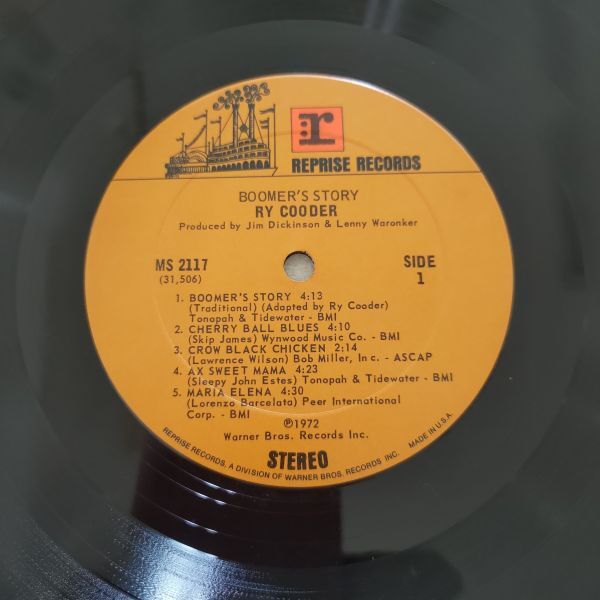 r
REPRISE RECORDS
BOOMER'S STORY
RY COODER
Produced by Jim Dickinson & Lenny Waronker
MS 2117
(31,506)
SIDE
1
1. BOOMER'S STORY 4:13
(Traditional) (Adapted by Ry Cooder)
Tonopah & Tidewater - BMI
2. CHERRY BALL BLUES 4:10
(Skip James) Wynwood Music Co. - BMI
3. CROW BLACK CHICKEN 2:14
(Lawrence Wilson) Bob Miller, Inc. - ASCAP
4. AX SWEET MAMA 4:23
(Sleepy John Estes) Tonopah & Tidewater - BMI
5. MARIA ELENA 4:30
(Lorenzo Barcelata) Peer International
Corp. - BMI
℗1972
Warner Bros. Records Inc.
STEREO
REPRISE RECORDS, A DIVISION OF WARNER BROS. RECORDS INC. MADE IN U.S.A.